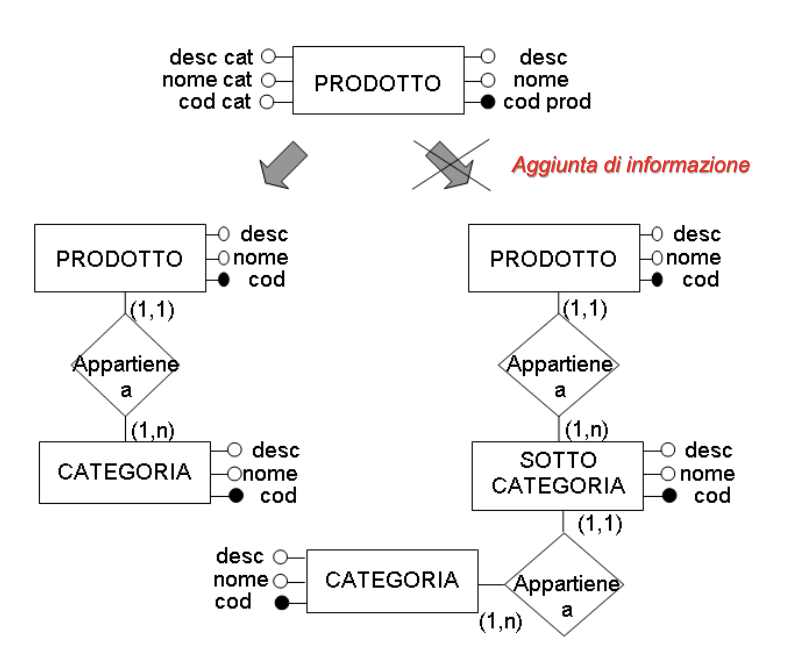 desc cat
nome cat
cod cat
PRODOTTO
desc
nome
cod prod
Aggiunta di informazione
PRODOTTO
desc
nome
cod
(1,1)
Appartiene
a
(1,n)
CATEGORIA
desc
nome
cod
PRODOTTO
desc
nome
cod
(1,1)
Appartiene
a
(1,n)
SOTTO
CATEGORIA
desc
nome
cod
(1,1)
Appartiene
a
(1,n)
CATEGORIA
desc
nome
cod